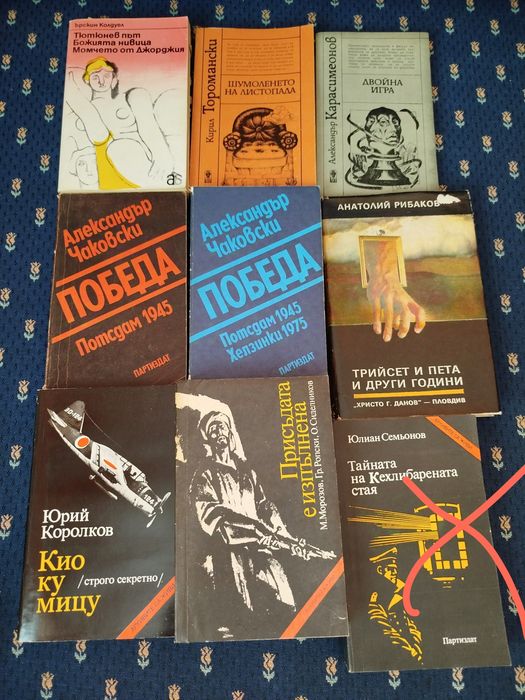 Ърскин Колдуел
Тютюнев път
Божията нивица
Момчето от Джорджия
Кирил Торомански
ШУМОЛЕНЕТО
НА ЛИСТОПАДА
Александър Карасимеонов
ДВОЙНА
ИГРА
Александър
Чаковски
ПОБЕДА
Потсдам 1945
ПАРТИЗДАТ
Александър
Чаковски
ПОБЕДА
Потсдам 1945
Хелзинки 1975
ПАРТИЗДАТ
АНАТОЛИЙ РИБАКОВ
ТРИЙСЕТ И ПЕТА
И ДРУГИ ГОДИНИ
„ХРИСТО Г. ДАНОВ" — ПЛОВДИВ
Юрий
Королков
Кио
ку
мицу
/строго секретно/
Присъдата
е изпълнена
М. Морозов, Гр. Ропски, О. Сиделников
Юлиан Семьонов
Тайната
на Кехлибарената
стая
Партиздат